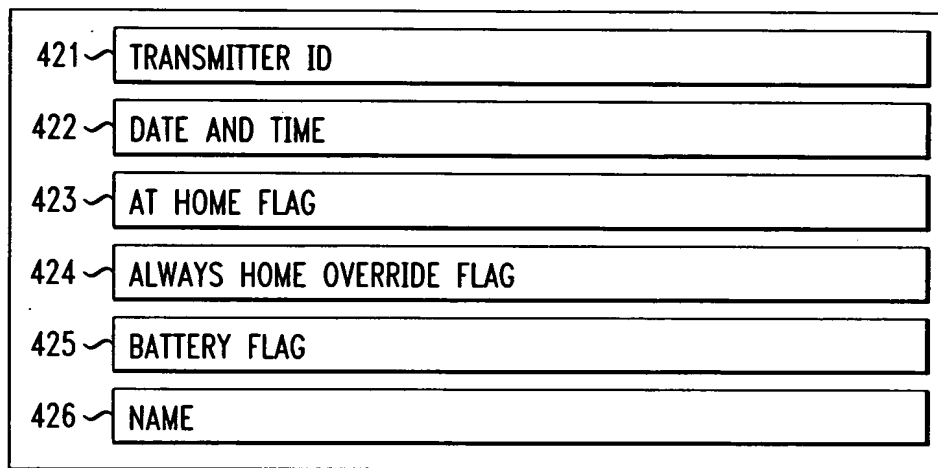 421 TRANSMITTER ID
422 DATE AND TIME
423 AT HOME FLAG
424 ALWAYS HOME OVERRIDE FLAG
425 BATTERY FLAG
426 NAME